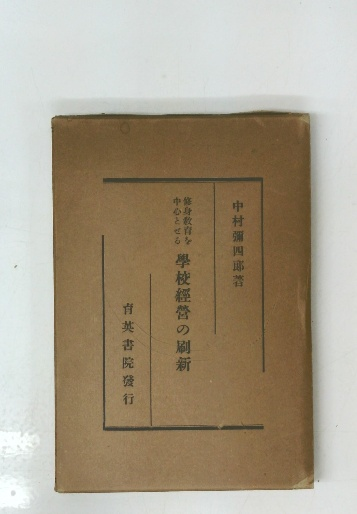 中村彌四郎著
修身敎育を
中心とせる
學校經營の刷新
育英書院發行